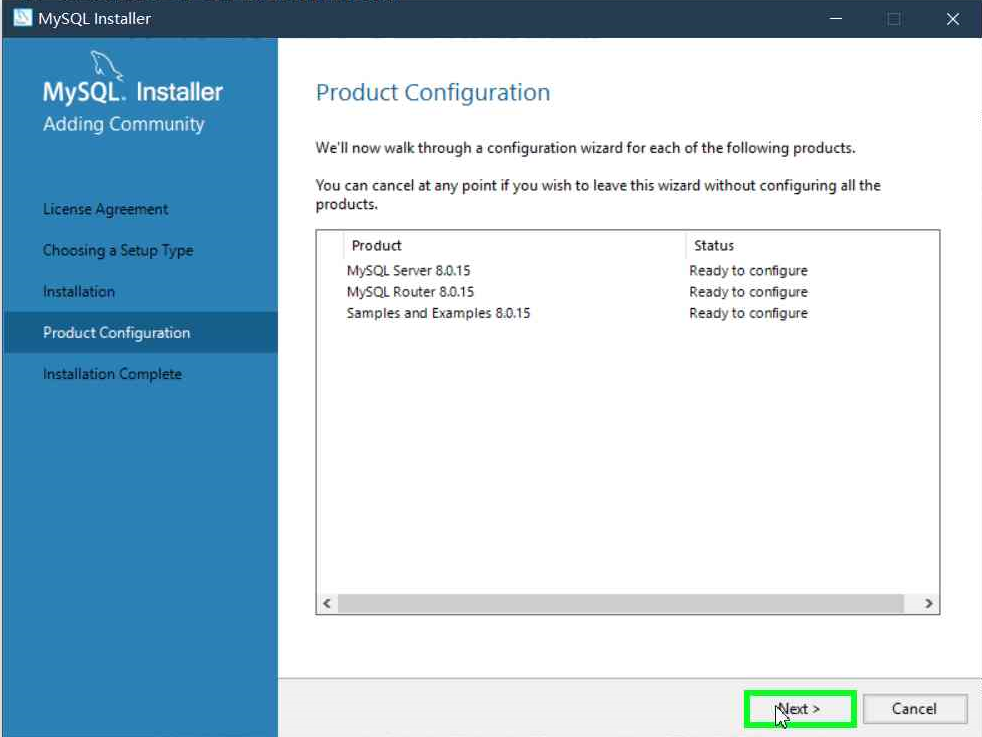 MySQL Installer
MySQL. Installer
Adding Community
License Agreement
Choosing a Setup Type
Installation
Product Configuration
Installation Complete
Product Configuration
We'll now walk through a configuration wizard for each of the following products.
You can cancel at any point if you wish to leave this wizard without configuring all the
products.
Product Status
MySQL Server 8.0.15 Ready to configure
MySQL Router 8.0.15 Ready to configure
Samples and Examples 8.0.15 Ready to configure
Next >
Cancel